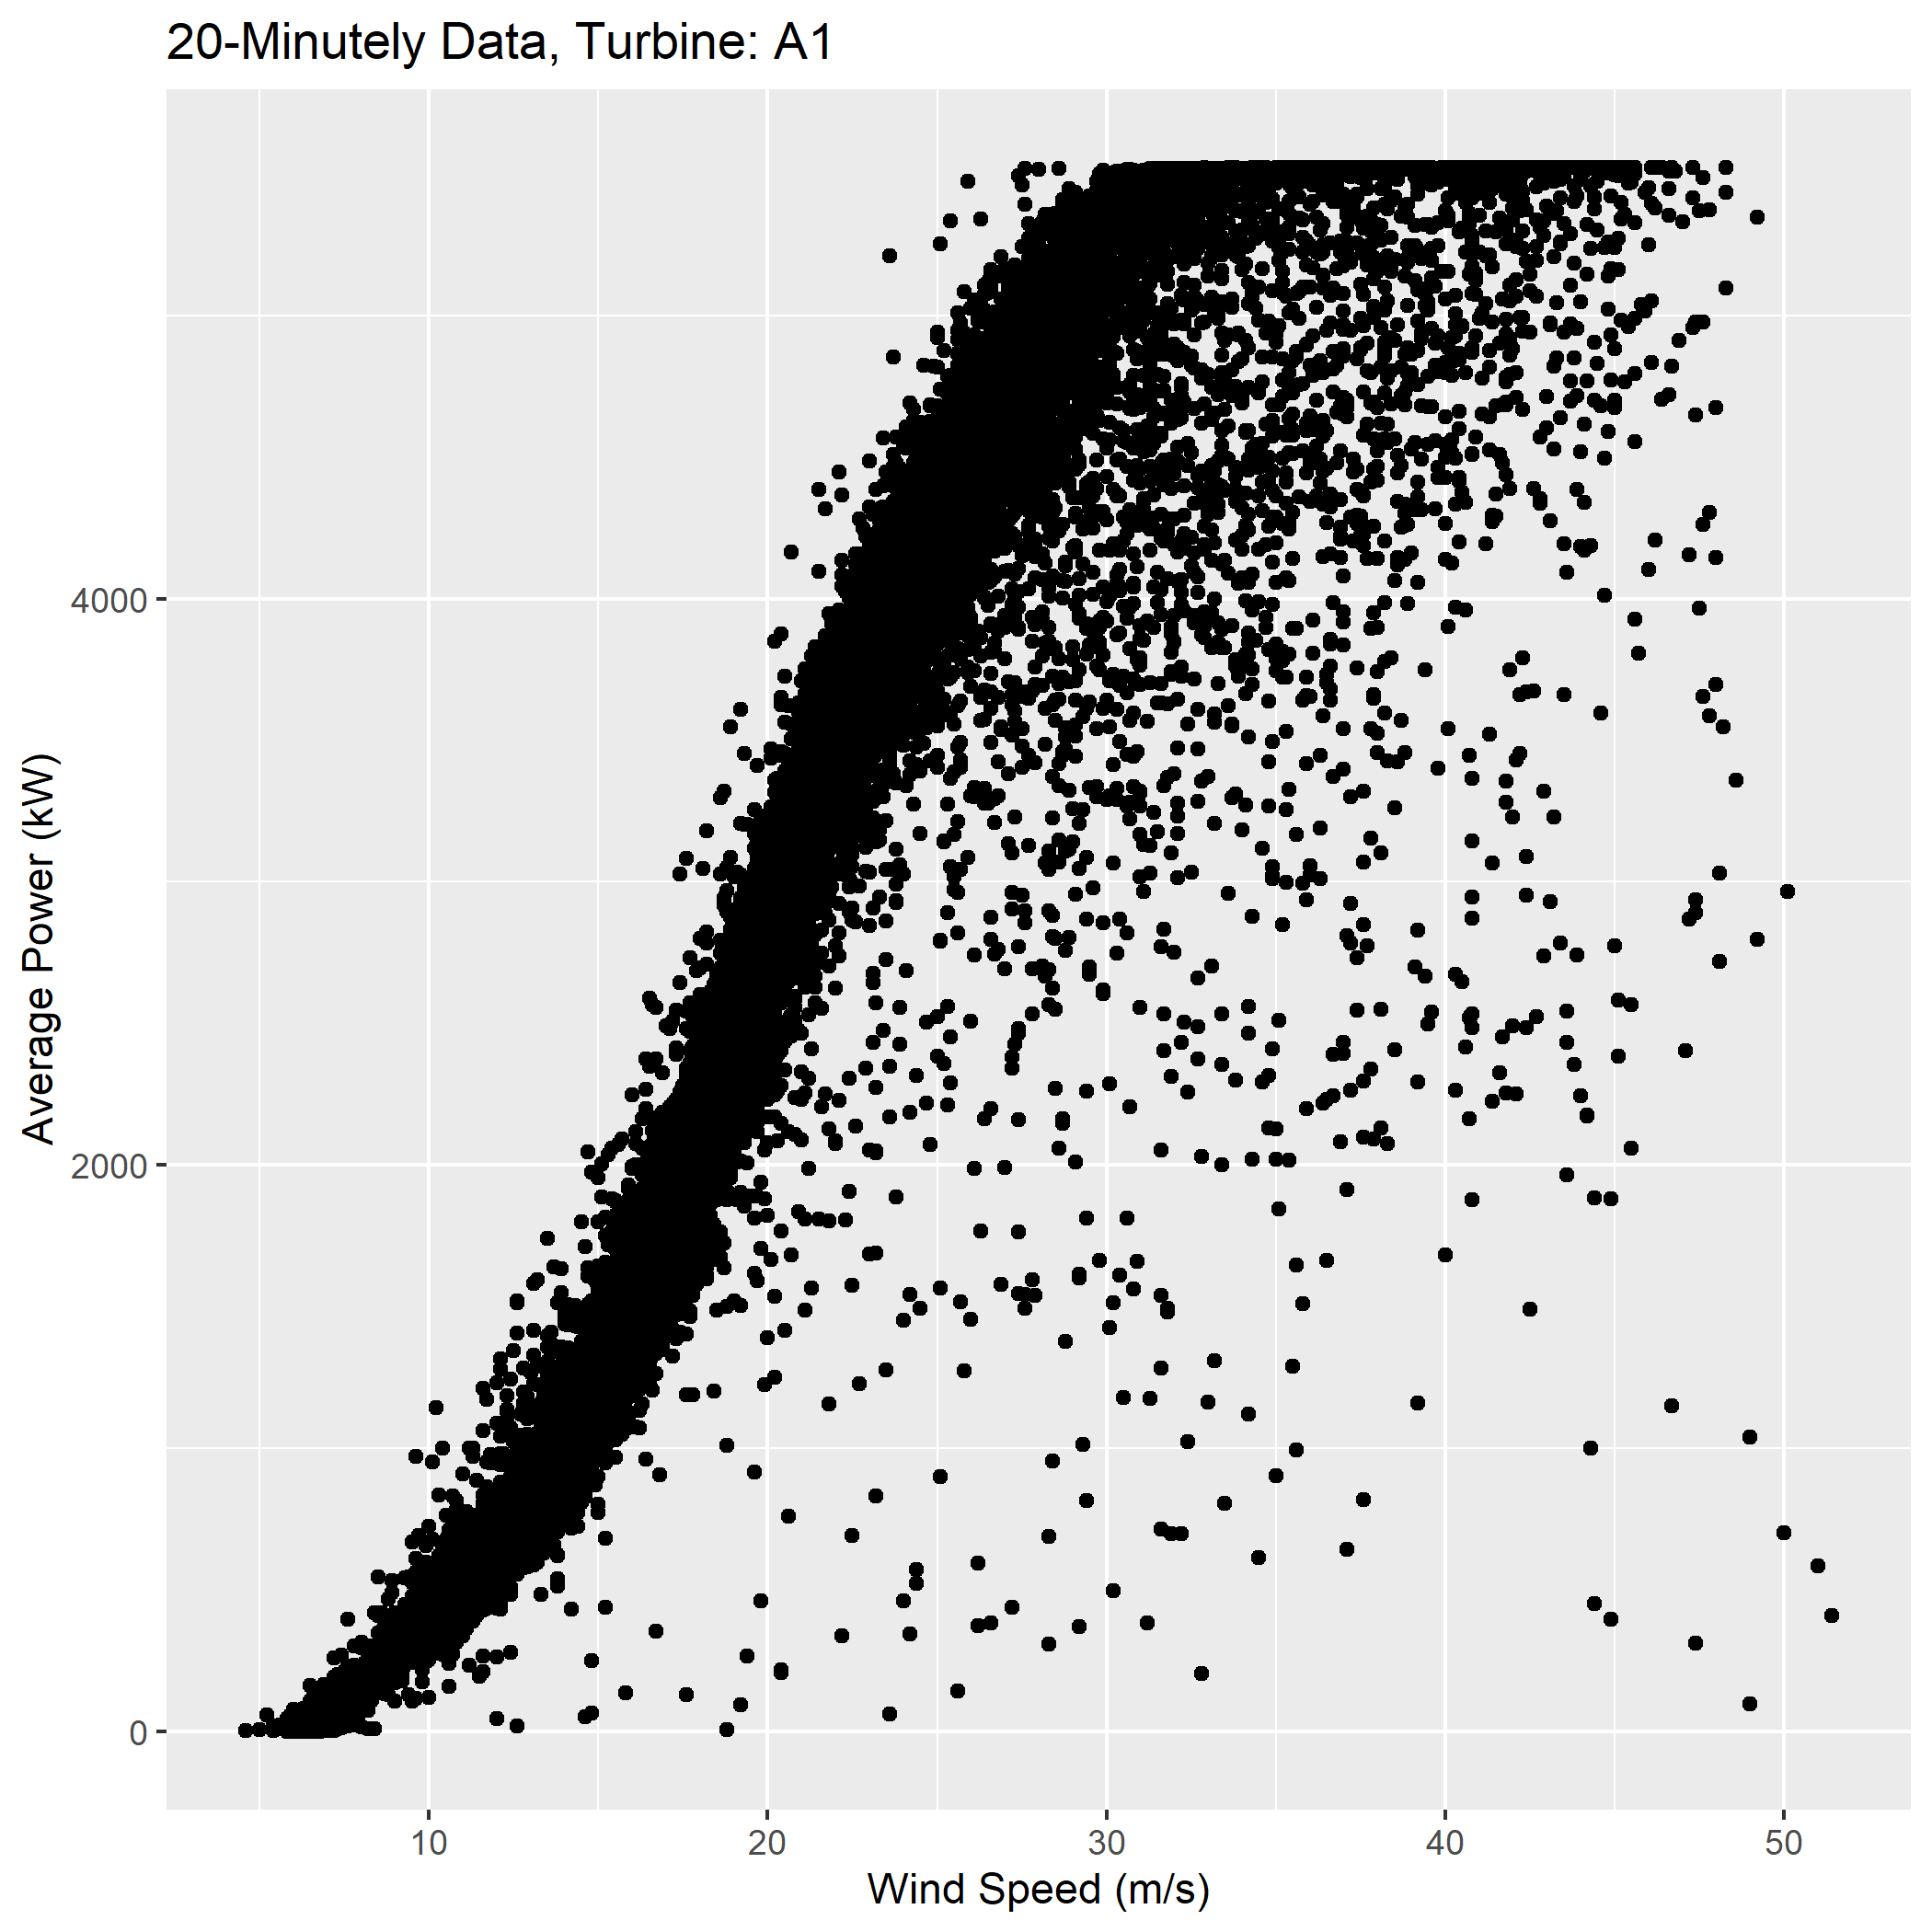 20-Minutely Data, Turbine: A1
Average Power (kW)
4000
2000
0
10 20 30 40 50
Wind Speed (m/s)